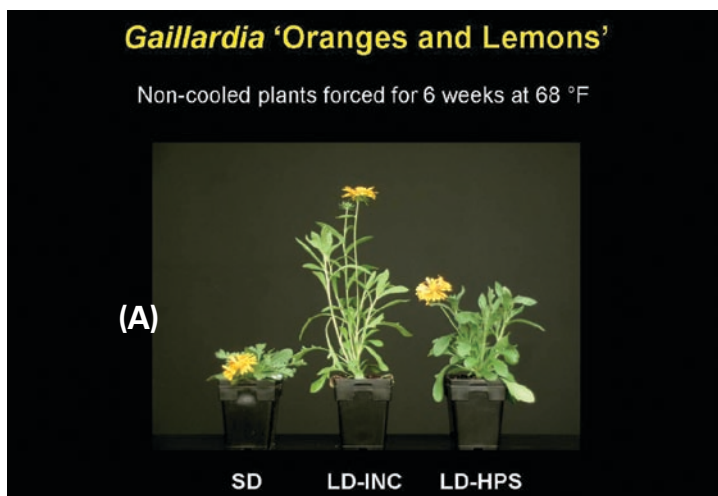 Gaillardia ‘Oranges and Lemons’
Non-cooled plants forced for 6 weeks at 68 °F
(A)
SD LD-INC LD-HPS